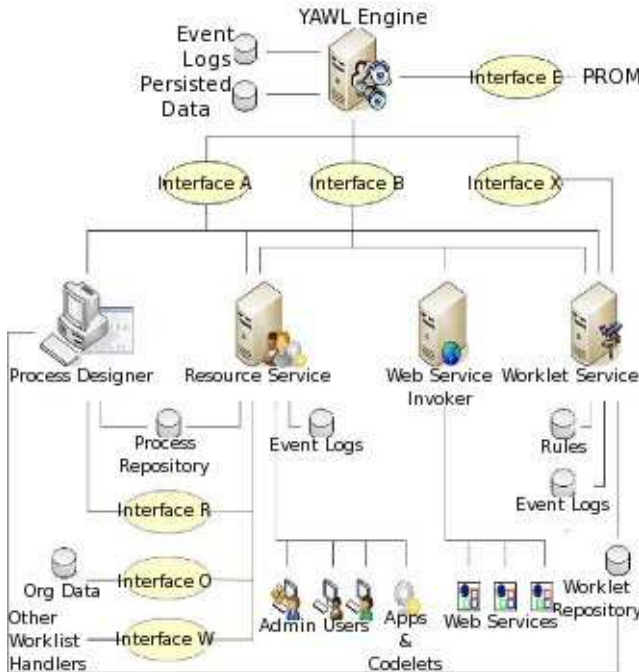 YAWL Engine
Event
Logs
Persisted
Data
Interface E
PROM
Interface A
Interface B
Interface X
Process Designer
Resource Service
Web Service
Invoker
Worklet Service
Process
Repository
Event Logs
Rules
Event Logs
Interface R
Org Data
Interface O
Other
Worklist
Handlers
Interface W
Admin Users
Apps
&
Codelets
Web Services
Worklet
Repository